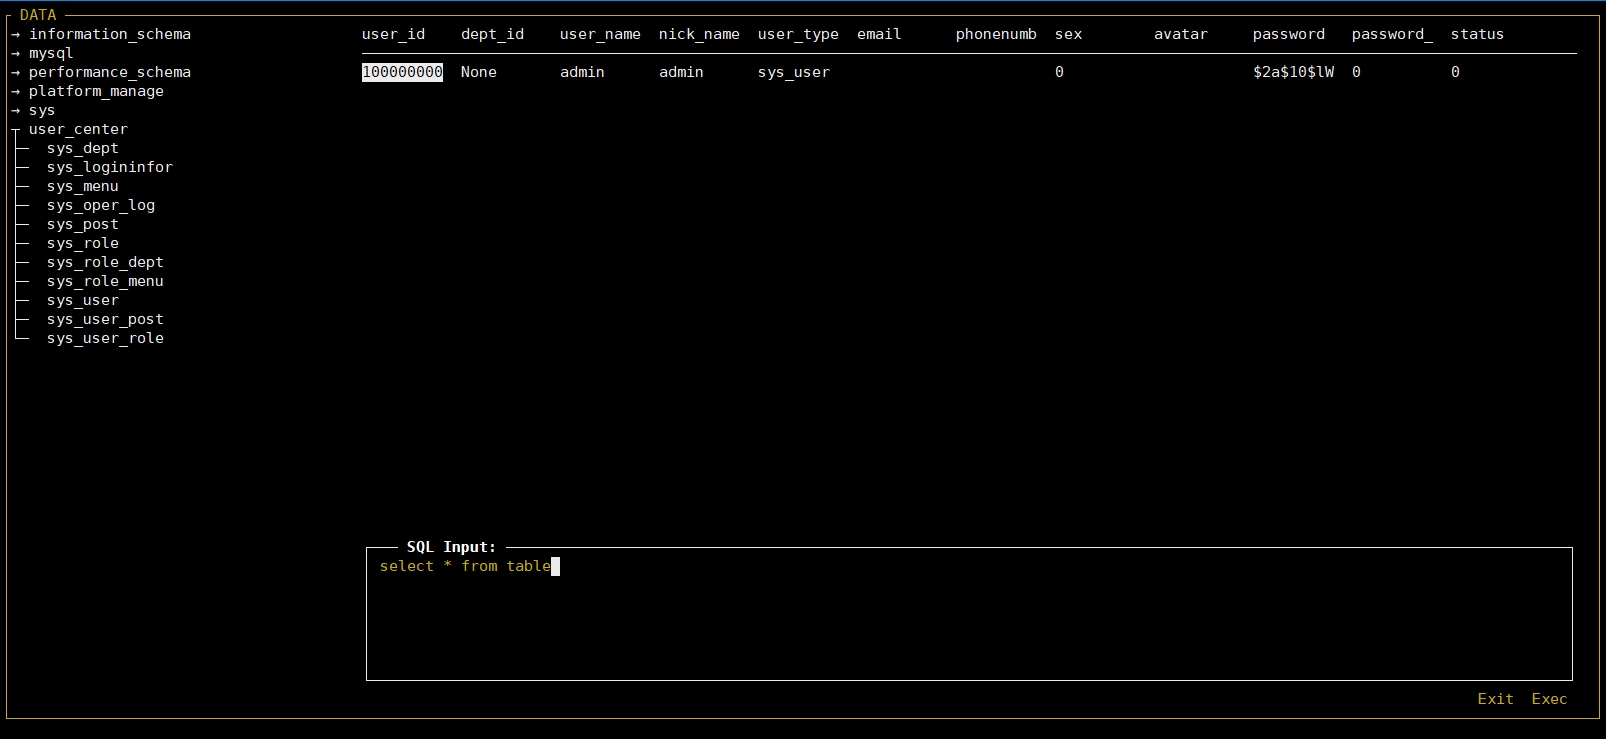 DATA
→ information_schema
→ mysql
→ performance_schema
→ platform_manage
→ sys
user_center
sys_dept
sys_logininfor
sys_menu
sys_oper_log
sys_post
sys_role
sys_role_dept
sys_role_menu
sys_user
sys_user_post
sys_user_role
user_id dept_id user_name nick_name user_type email phonenumb sex avatar password password_ status
100000000 None admin admin sys_user 0 $2a$10$lW 0 0
SQL Input:
select * from table
Exit Exec